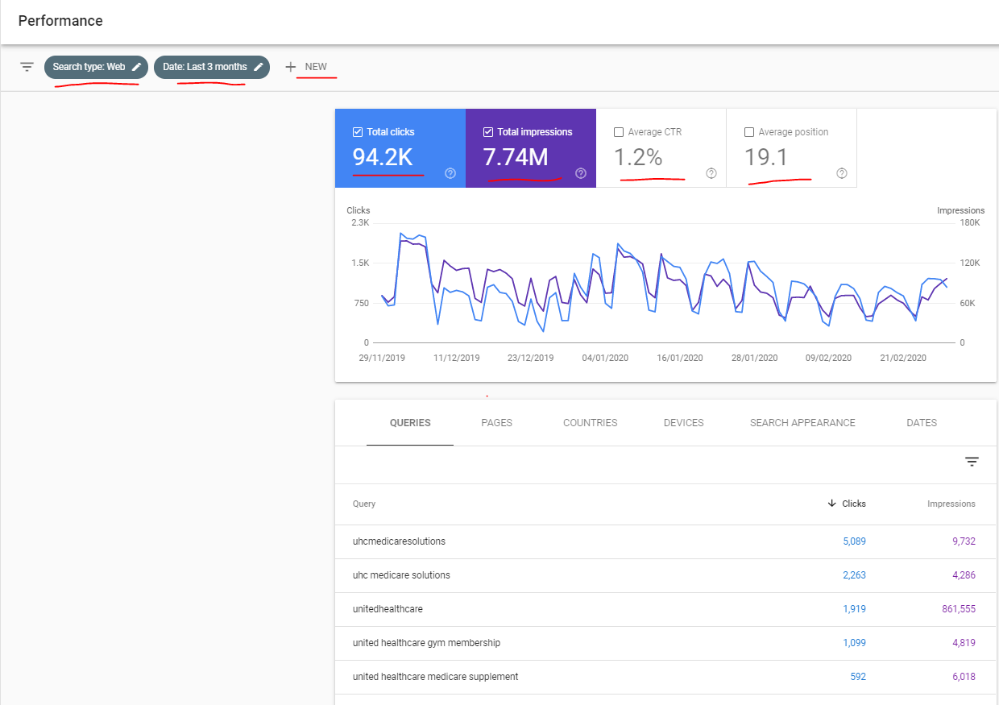 Performance
Search type: Web
Date: Last 3 months
+ NEW
Total clicks
94.2K
Total impressions
7.74M
Average CTR
1.2%
Average position
19.1
Clicks
Impressions
2.3K
180K
1.5K
120K
750
60K
0
0
29/11/2019 11/12/2019 23/12/2019 04/01/2020 16/01/2020 28/01/2020 09/02/2020 21/02/2020
QUERIES PAGES COUNTRIES DEVICES SEARCH APPEARANCE DATES
Query Clicks Impressions
uhcmedicaresolutions 5,089 9,732
uhc medicare solutions 2,263 4,286
unitedhealthcare 1,919 861,555
united healthcare gym membership 1,099 4,819
united healthcare medicare supplement 592 6,018